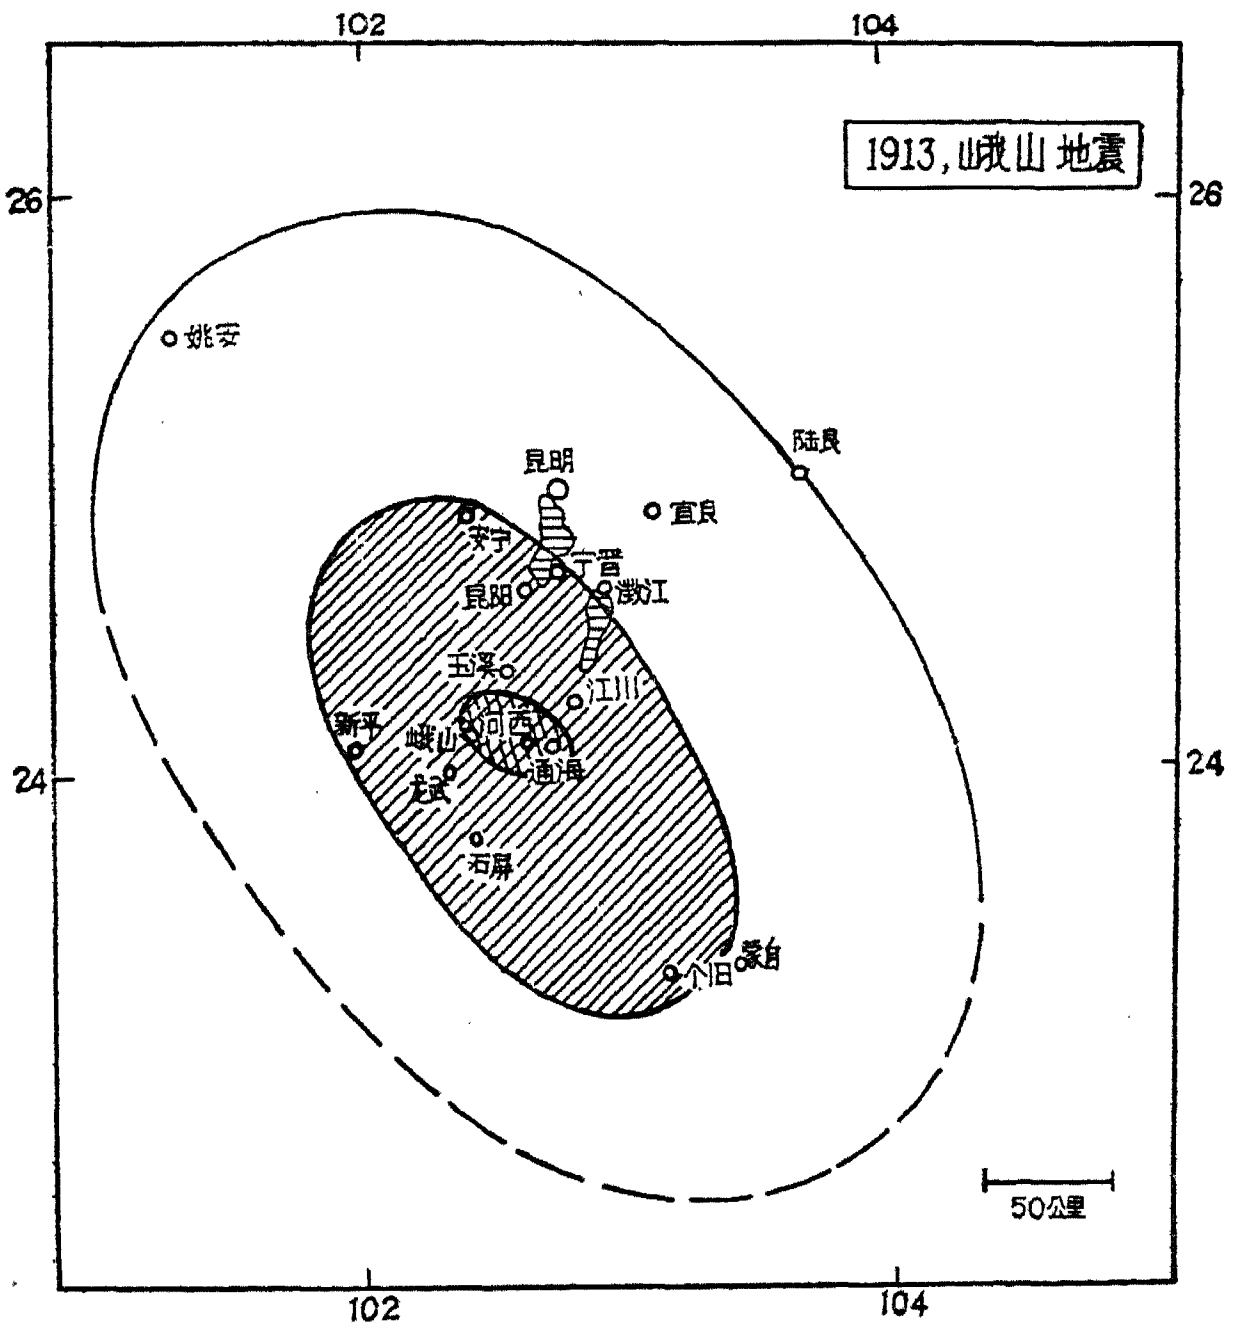 102
104
1913,峨山地震
26
26
姚安
陆良
昆明
宜良
安宁
宁晋
昆阳
澂江
玉溪
江川
新平
峨山
河西
通海
龙武
24
24
石屏
个旧
蒙自
50公里
102
104